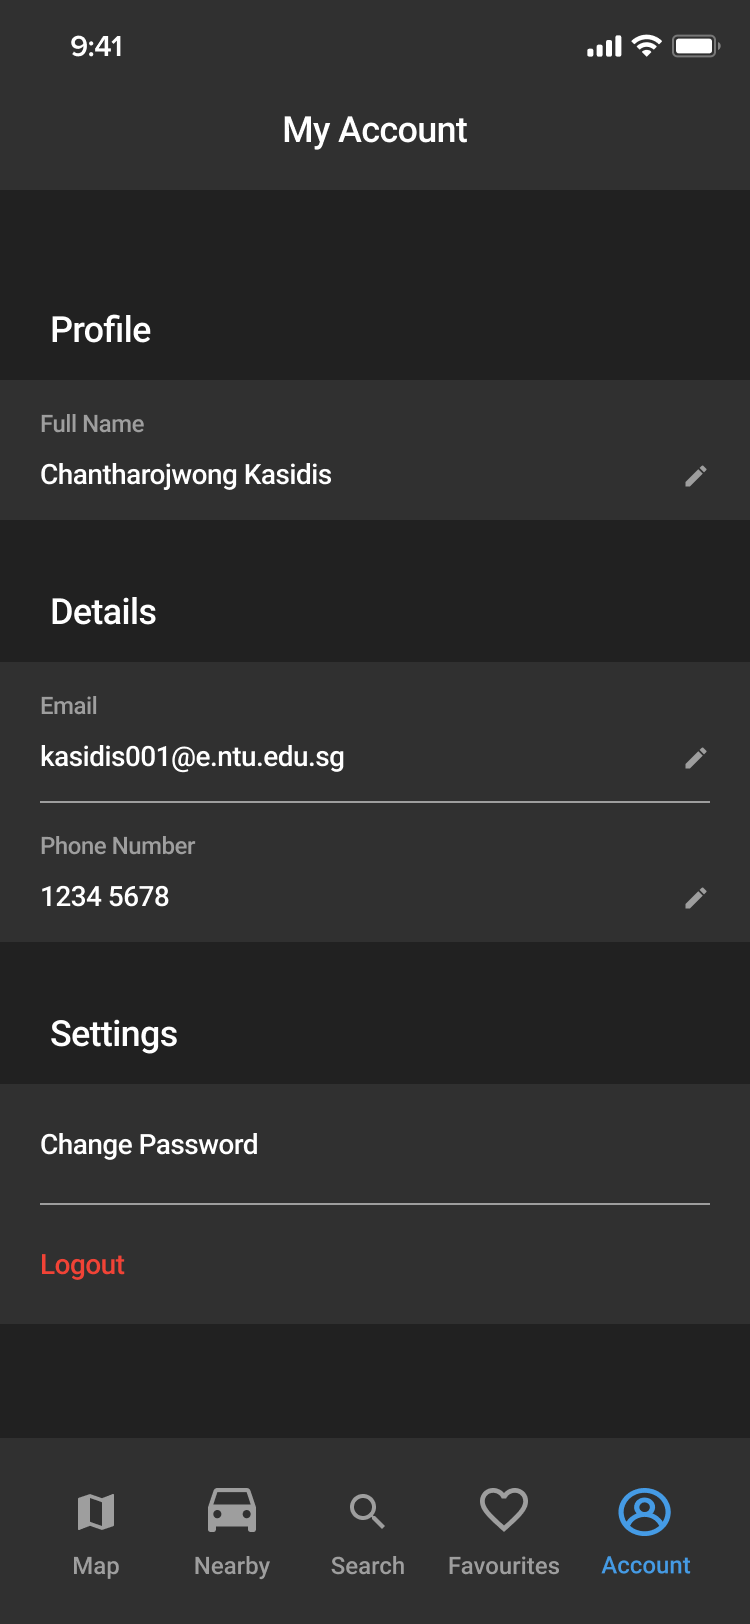 9:41
My Account
Profile
Full Name
Chantharojwong Kasidis
Details
Email
kasidis001@e.ntu.edu.sg
Phone Number
1234 5678
Settings
Change Password
Logout
Map Nearby Search Favourites Account